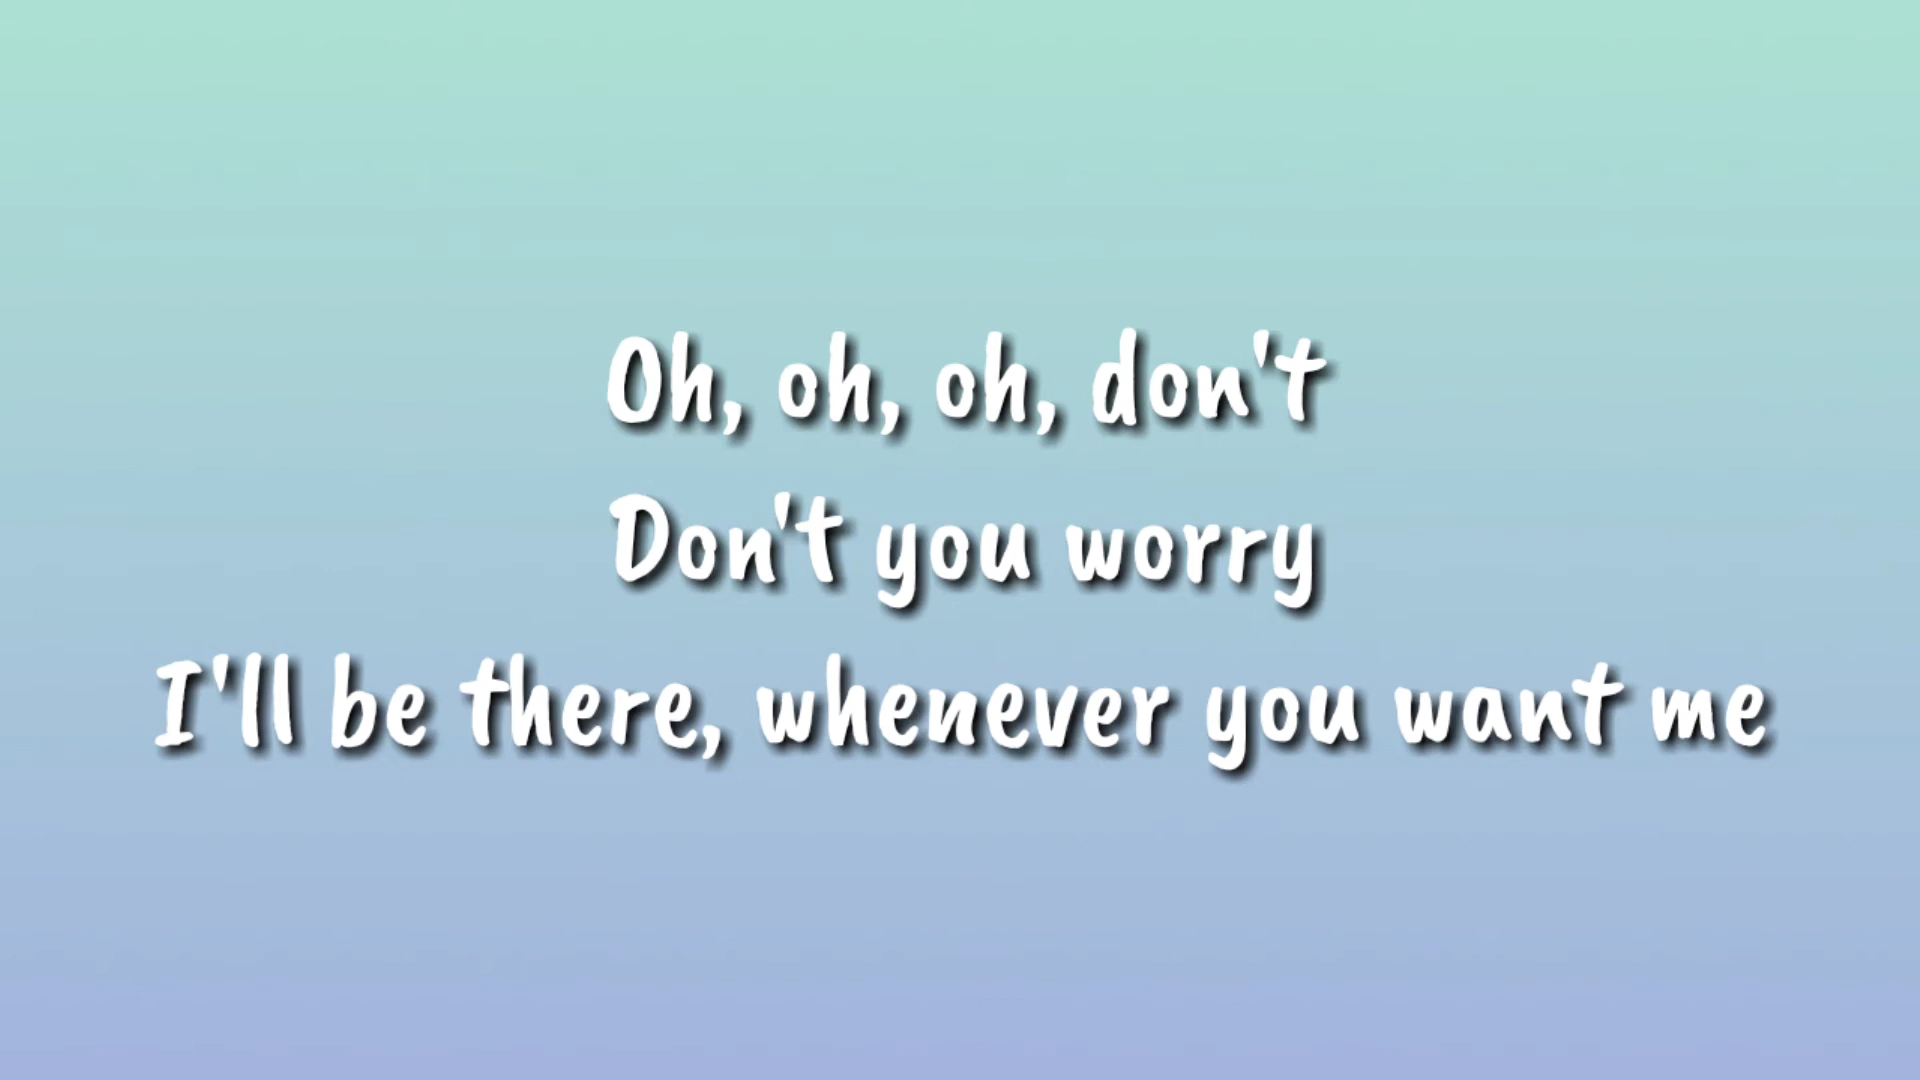 Oh, oh, oh, don't
Don't you worry
I'll be there, whenever you want me